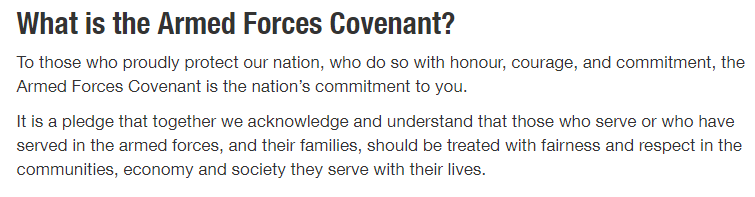 What is the Armed Forces Covenant?
To those who proudly protect our nation, who do so with honour, courage, and commitment, the
Armed Forces Covenant is the nation’s commitment to you.
It is a pledge that together we acknowledge and understand that those who serve or who have
served in the armed forces, and their families, should be treated with fairness and respect in the
communities, economy and society they serve with their lives.